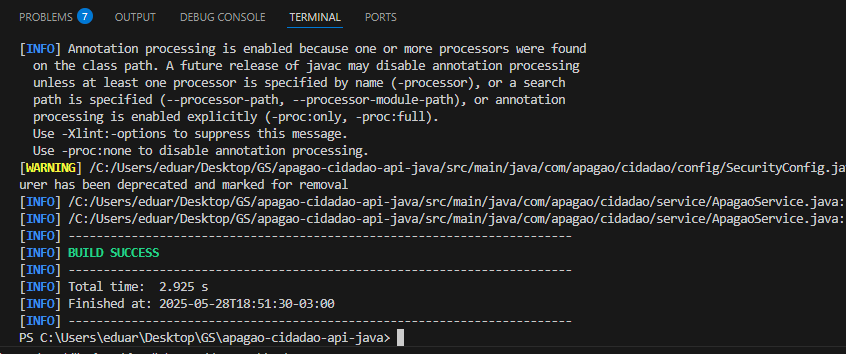 PROBLEMS 7 OUTPUT DEBUG CONSOLE TERMINAL PORTS
[INFO] Annotation processing is enabled because one or more processors were found
on the class path. A future release of javac may disable annotation processing
unless at least one processor is specified by name (-processor), or a search
path is specified (--processor-path, --processor-module-path), or annotation
processing is enabled explicitly (-proc:only, -proc:full).
Use -Xlint:-options to suppress this message.
Use -proc:none to disable annotation processing.
[WARNING] /C:/Users/eduar/Desktop/GS/apagao-cidadao-api-java/src/main/java/com/apagao/cidadao/config/SecurityConfig.ja
urer has been deprecated and marked for removal
[INFO] /C:/Users/eduar/Desktop/GS/apagao-cidadao-api-java/src/main/java/com/apagao/cidadao/service/ApagaoService.java:
[INFO] /C:/Users/eduar/Desktop/GS/apagao-cidadao-api-java/src/main/java/com/apagao/cidadao/service/ApagaoService.java:
[INFO] ------------------------------------------------------------------------
[INFO] BUILD SUCCESS
[INFO] ------------------------------------------------------------------------
[INFO] Total time:  2.925 s
[INFO] Finished at: 2025-05-28T18:51:30-03:00
[INFO] ------------------------------------------------------------------------
PS C:\Users\eduar\Desktop\GS\apagao-cidadao-api-java>